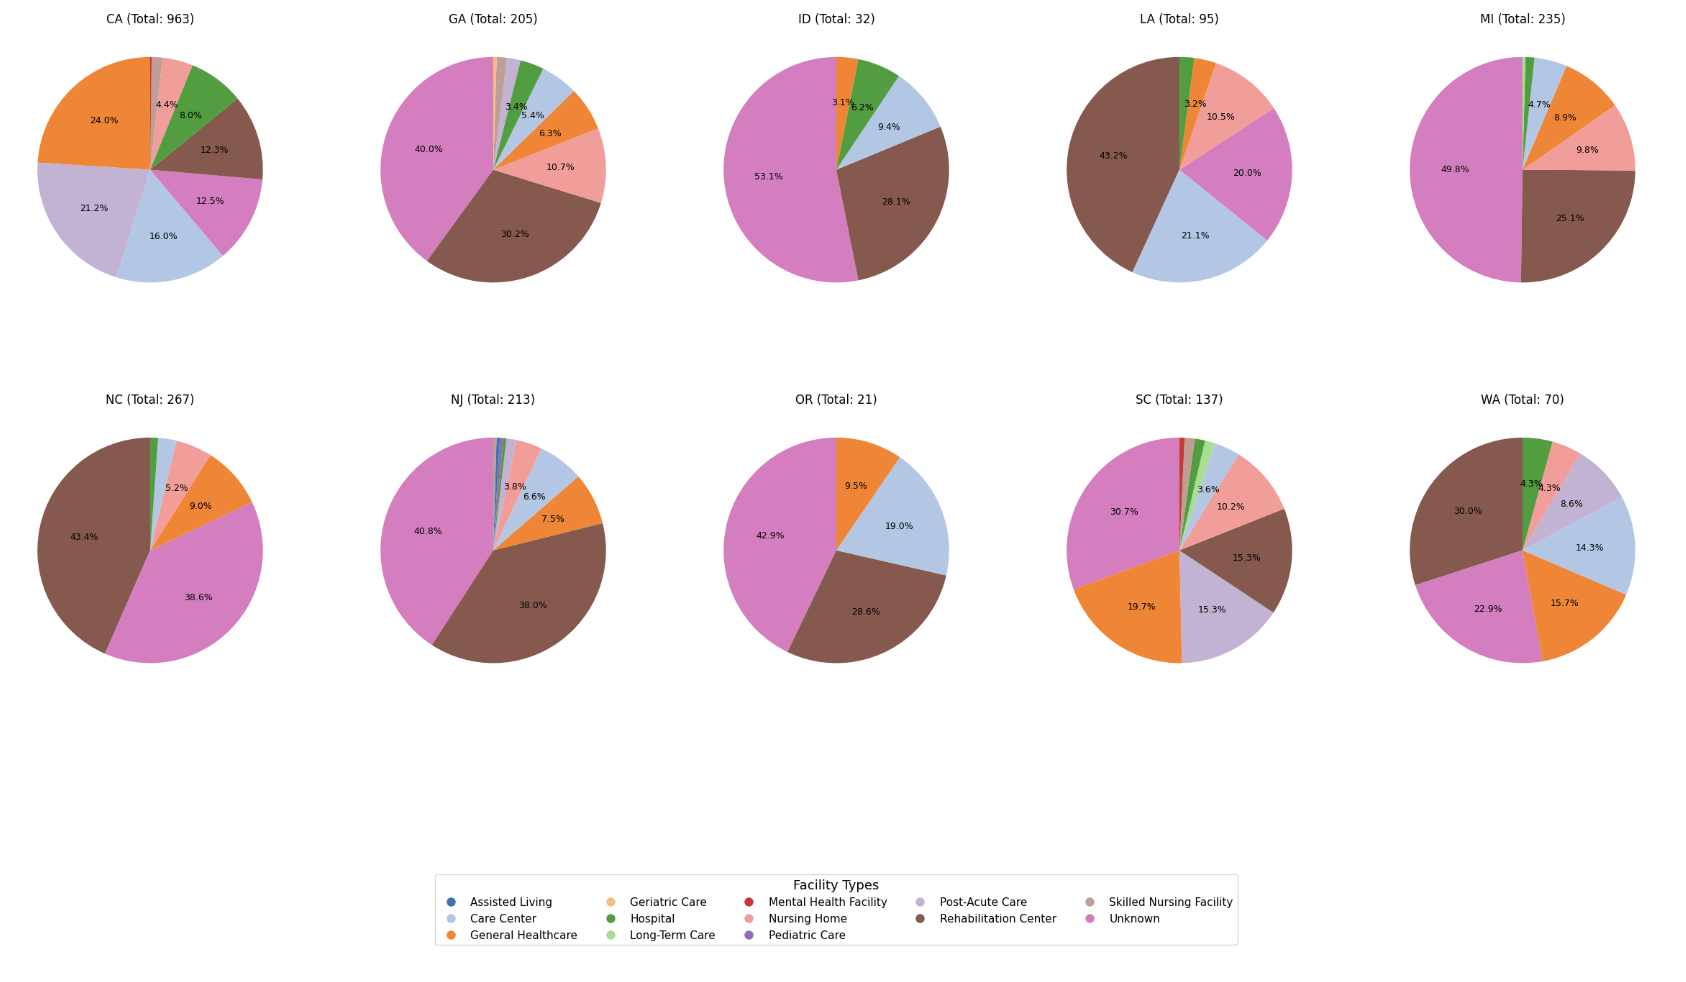 CA (Total: 963)
GA (Total: 205)
ID (Total: 32)
LA (Total: 95)
MI (Total: 235)
24.0%
4.4%
8.0%
12.3%
12.5%
16.0%
21.2%
40.0%
3.4%
5.4%
6.3%
10.7%
30.2%
53.1%
3.1%
6.2%
9.4%
28.1%
43.2%
3.2%
10.5%
20.0%
21.1%
49.8%
4.7%
8.9%
9.8%
25.1%
NC (Total: 267)
NJ (Total: 213)
OR (Total: 21)
SC (Total: 137)
WA (Total: 70)
43.4%
5.2%
9.0%
38.6%
40.8%
3.8%
6.6%
7.5%
38.0%
42.9%
9.5%
19.0%
28.6%
30.7%
3.6%
10.2%
15.3%
15.3%
19.7%
30.0%
4.3%
4.3%
8.6%
14.3%
15.7%
22.9%
Facility Types
Assisted Living
Care Center
General Healthcare
Geriatric Care
Hospital
Long-Term Care
Mental Health Facility
Nursing Home
Pediatric Care
Post-Acute Care
Rehabilitation Center
Skilled Nursing Facility
Unknown